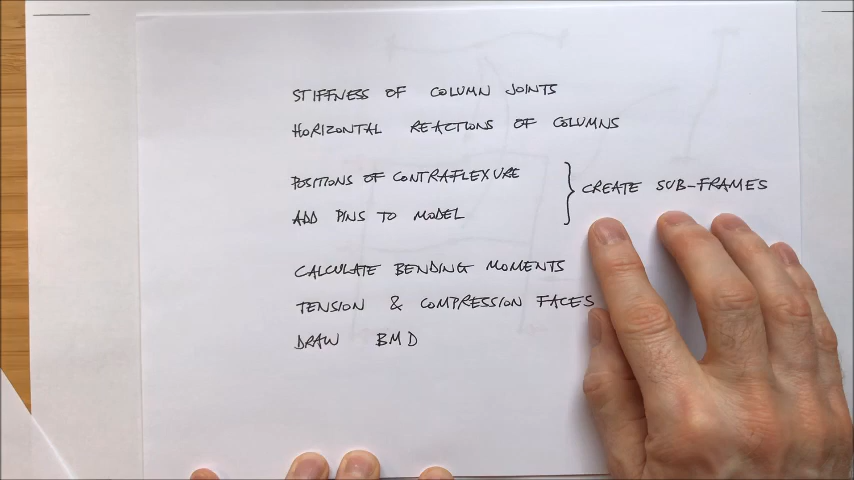 STIFFNESS OF COLUMN JOINTS
HORIZONTAL REACTIONS OF COLUMNS
POSITIONS OF CONTRAFLEXURE
ADD PINS TO MODEL
CREATE SUB-FRAMES
CALCULATE BENDING MOMENTS
TENSION & COMPRESSION FACES
DRAW BMD